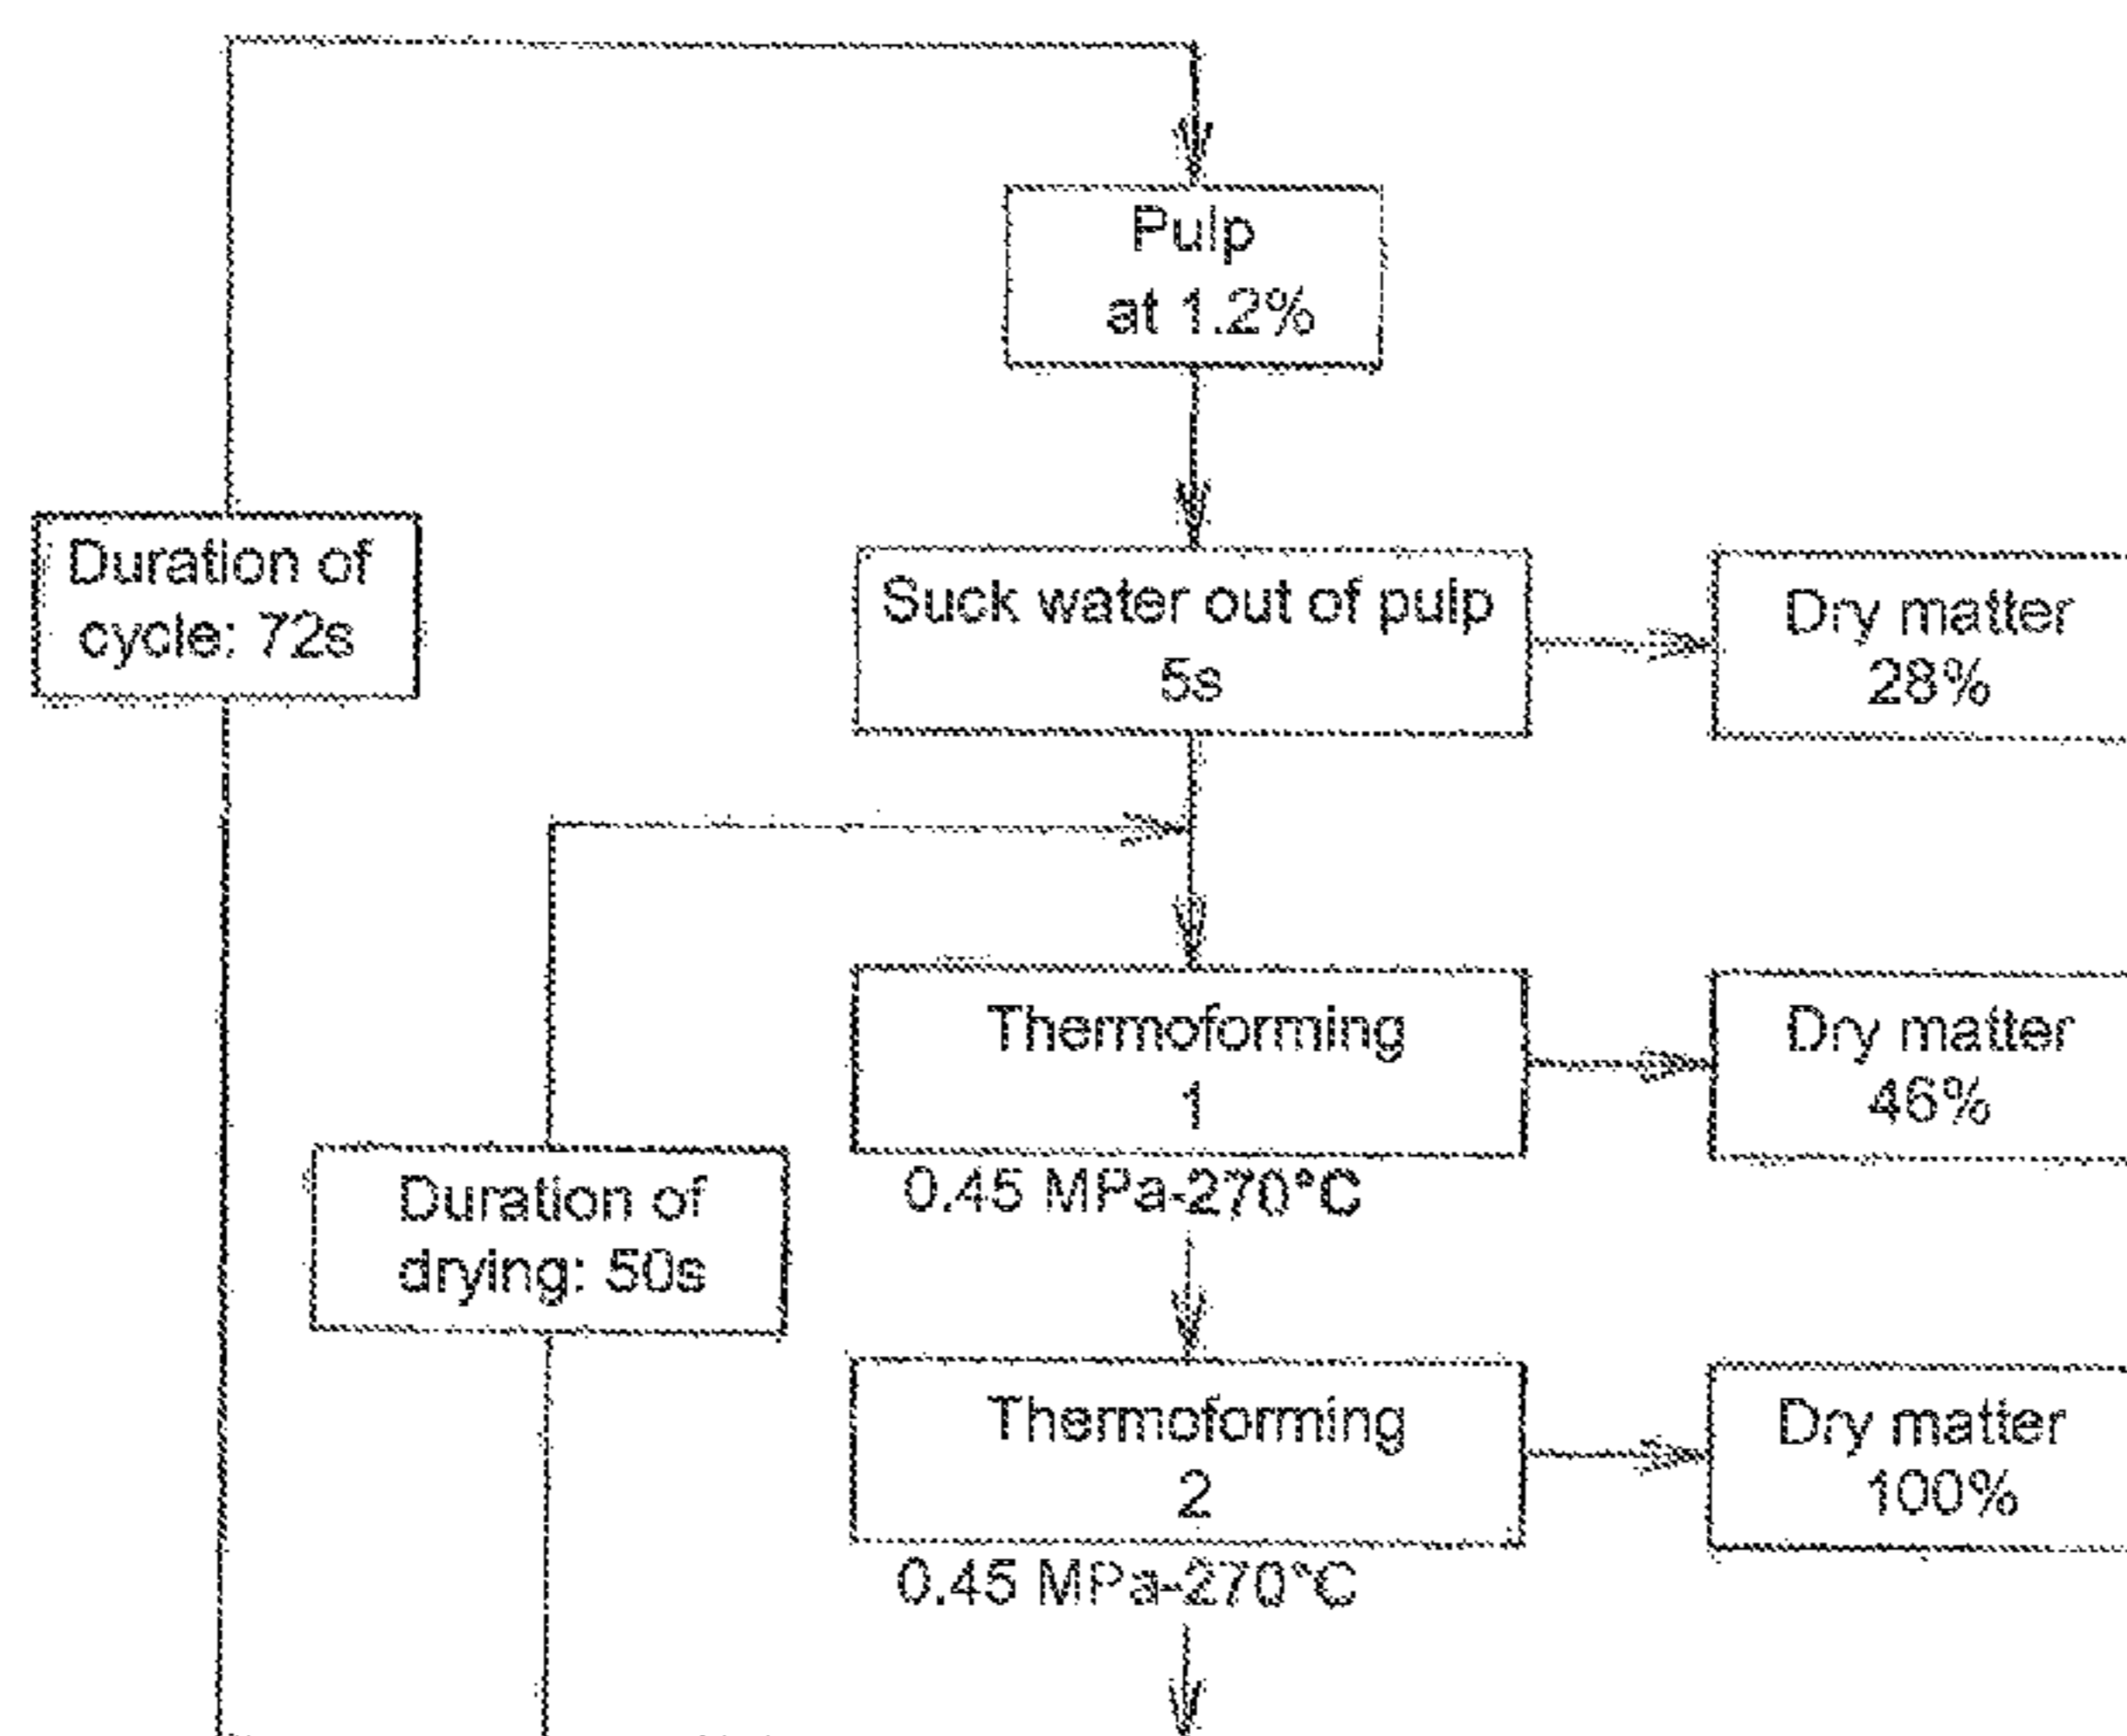 Pulp
at 1.2%
Duration of
cycle: 72s
Suck water out of pulp
5s
Dry matter
28%
Thermoforming
1
0.45 MPa-270°C
Dry matter
46%
Duration of
drying: 50s
Thermoforming
2
0.45 MPa-270°C
Dry matter
100%